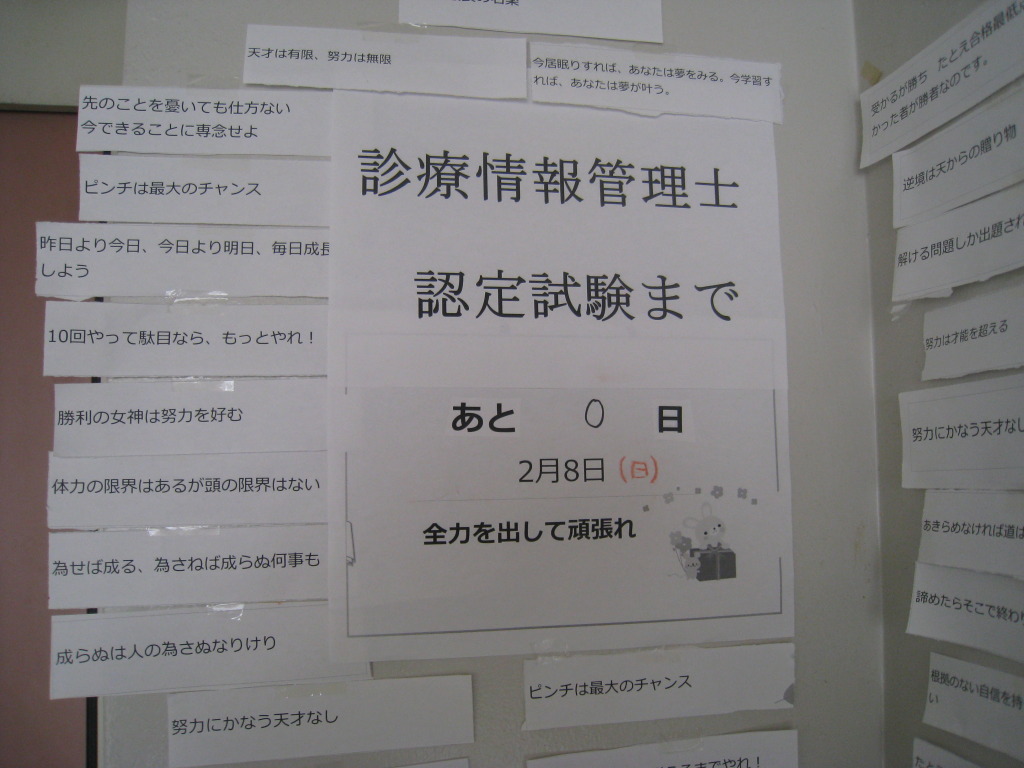 の名案
天才は有限、努力は無限
今居眠りすれば、あなたは夢をみる。今学習す
れば、あなたは夢が叶う。
先のことを憂いても仕方ない
今できることに専念せよ
ピンチは最大のチャンス
昨日より今日、今日より明日、毎日成長
しよう
10回やって駄目なら、もっとやれ！
勝利の女神は努力を好む
体力の限界はあるが頭の限界はない
為せば成る、為さねば成らぬ何事も
成らぬは人の為さぬなりけり
努力にかなう天才なし
診療情報管理士
認定試験まで
あと 0 日
2月8日（日）
全力を出して頑張れ
ピンチは最大のチャンス
までやれ！
受かるが勝ち　たとえ合格最低
かった者が勝者なのです。
逆境は天からの贈り物
解ける問題しか出題され
努力は才能を超える
努力にかなう天才なし
あきらめなければ道は
諦めたらそこで終わり
根拠のない自信を持
い